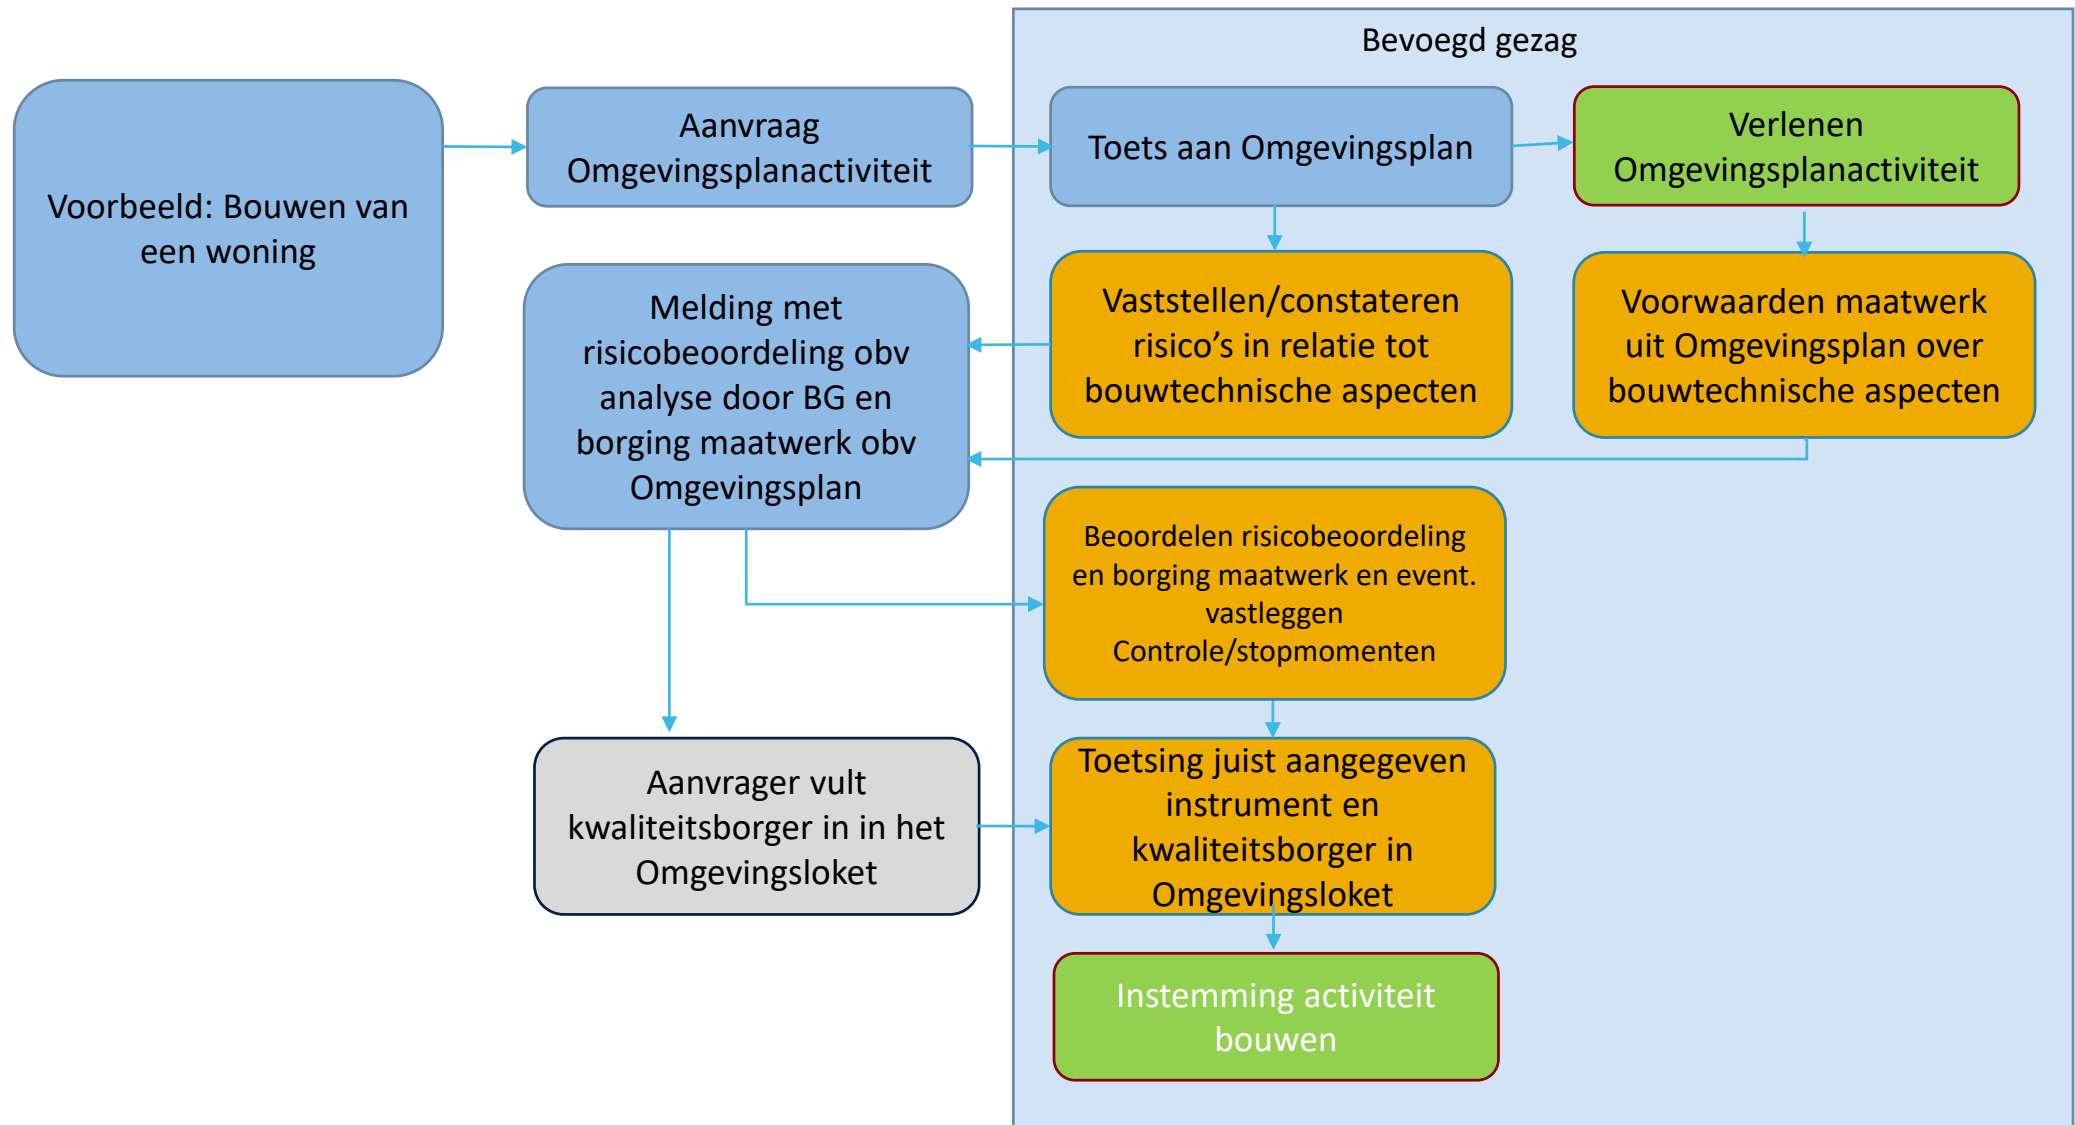 Bevoegd gezag
Voorbeeld: Bouwen van
een woning
Aanvraag
Omgevingsplanactiviteit
Toets aan Omgevingsplan
Verlenen
Omgevingsplanactiviteit
Melding met
risicobeoordeling obv
analyse door BG en
borging maatwerk obv
Omgevingsplan
Vaststellen/constateren
risico’s in relatie tot
bouwtechnische aspecten
Voorwaarden maatwerk
uit Omgevingsplan over
bouwtechnische aspecten
Beoordelen risicobeoordeling
en borging maatwerk en event.
vastleggen
Controle/stopmomenten
Aanvrager vult
kwaliteitsborger in in het
Omgevingsloket
Toetsing juist aangegeven
instrument en
kwaliteitsborger in
Omgevingsloket
Instemming activiteit
bouwen